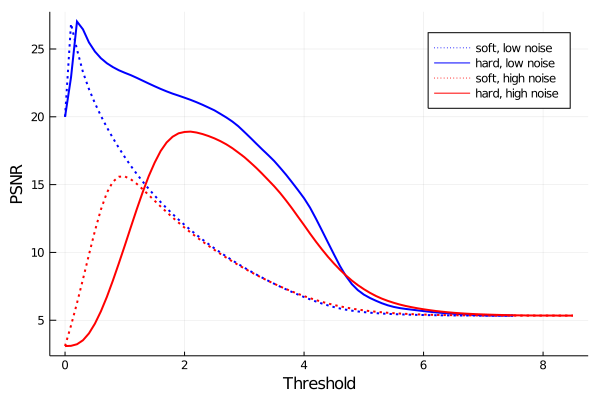 25
20
15
10
5
PSNR
0
2
4
6
8
Threshold
soft, low noise
hard, low noise
soft, high noise
hard, high noise